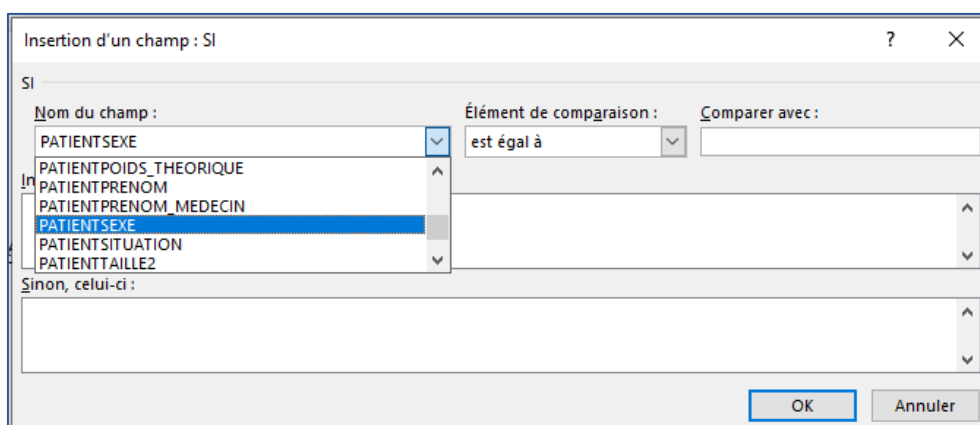 Insertion d'un champ : SI
SI
Nom du champ : Élément de comparaison : Comparer avec :
PATIENTSEXE est égal à
PATIENTPOIDS_THEORIQUE
In
PATIENTPRENOM
PATIENTPRENOM_MEDECIN
PATIENTSEXE
PATIENTSITUATION
PATIENTTAILLE2
Sinon, celui-ci :
OK Annuler